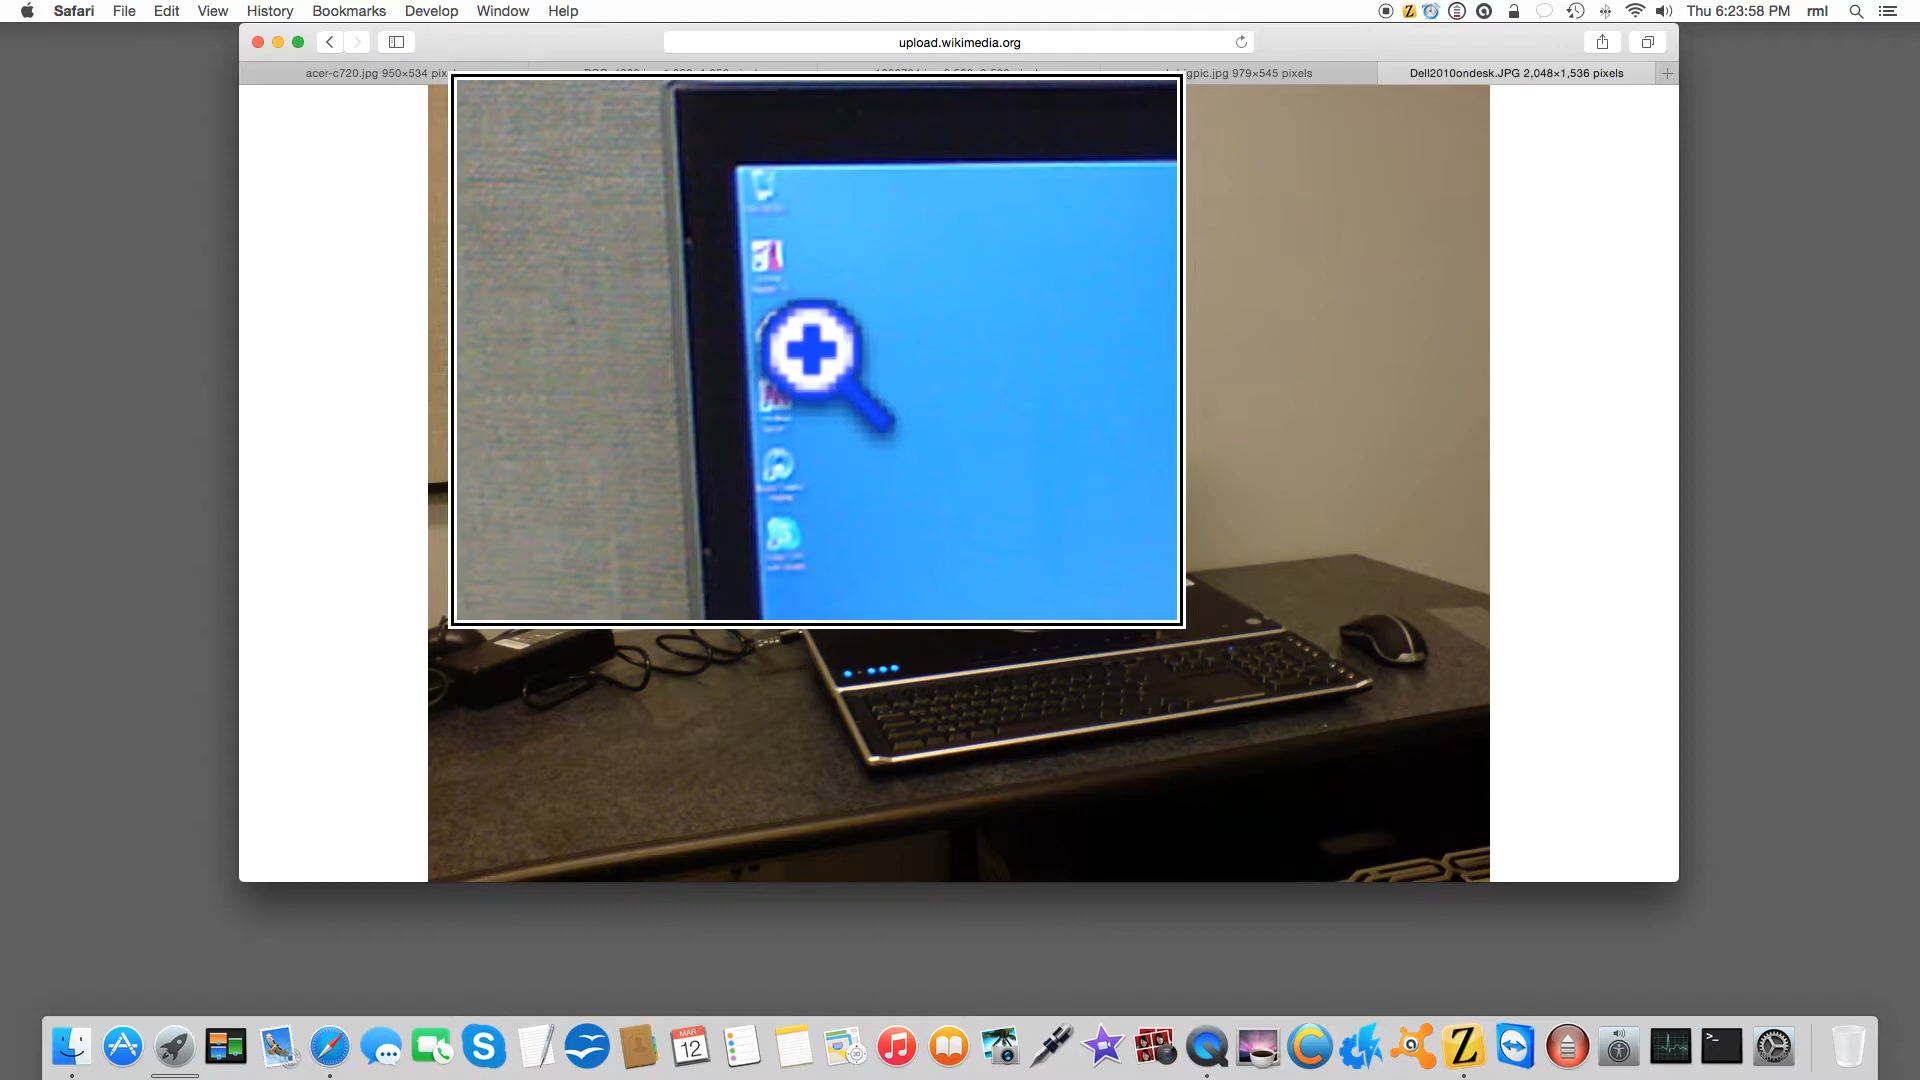 Safari File Edit View History Bookmarks Develop Window Help Thu 6:23:58 PM rml
upload.wikimedia.org
acer-c720.jpg 950×534 pix
gpic.jpg 979×545 pixels
Dell2010ondesk.JPG 2,048×1,536 pixels
MAR
12